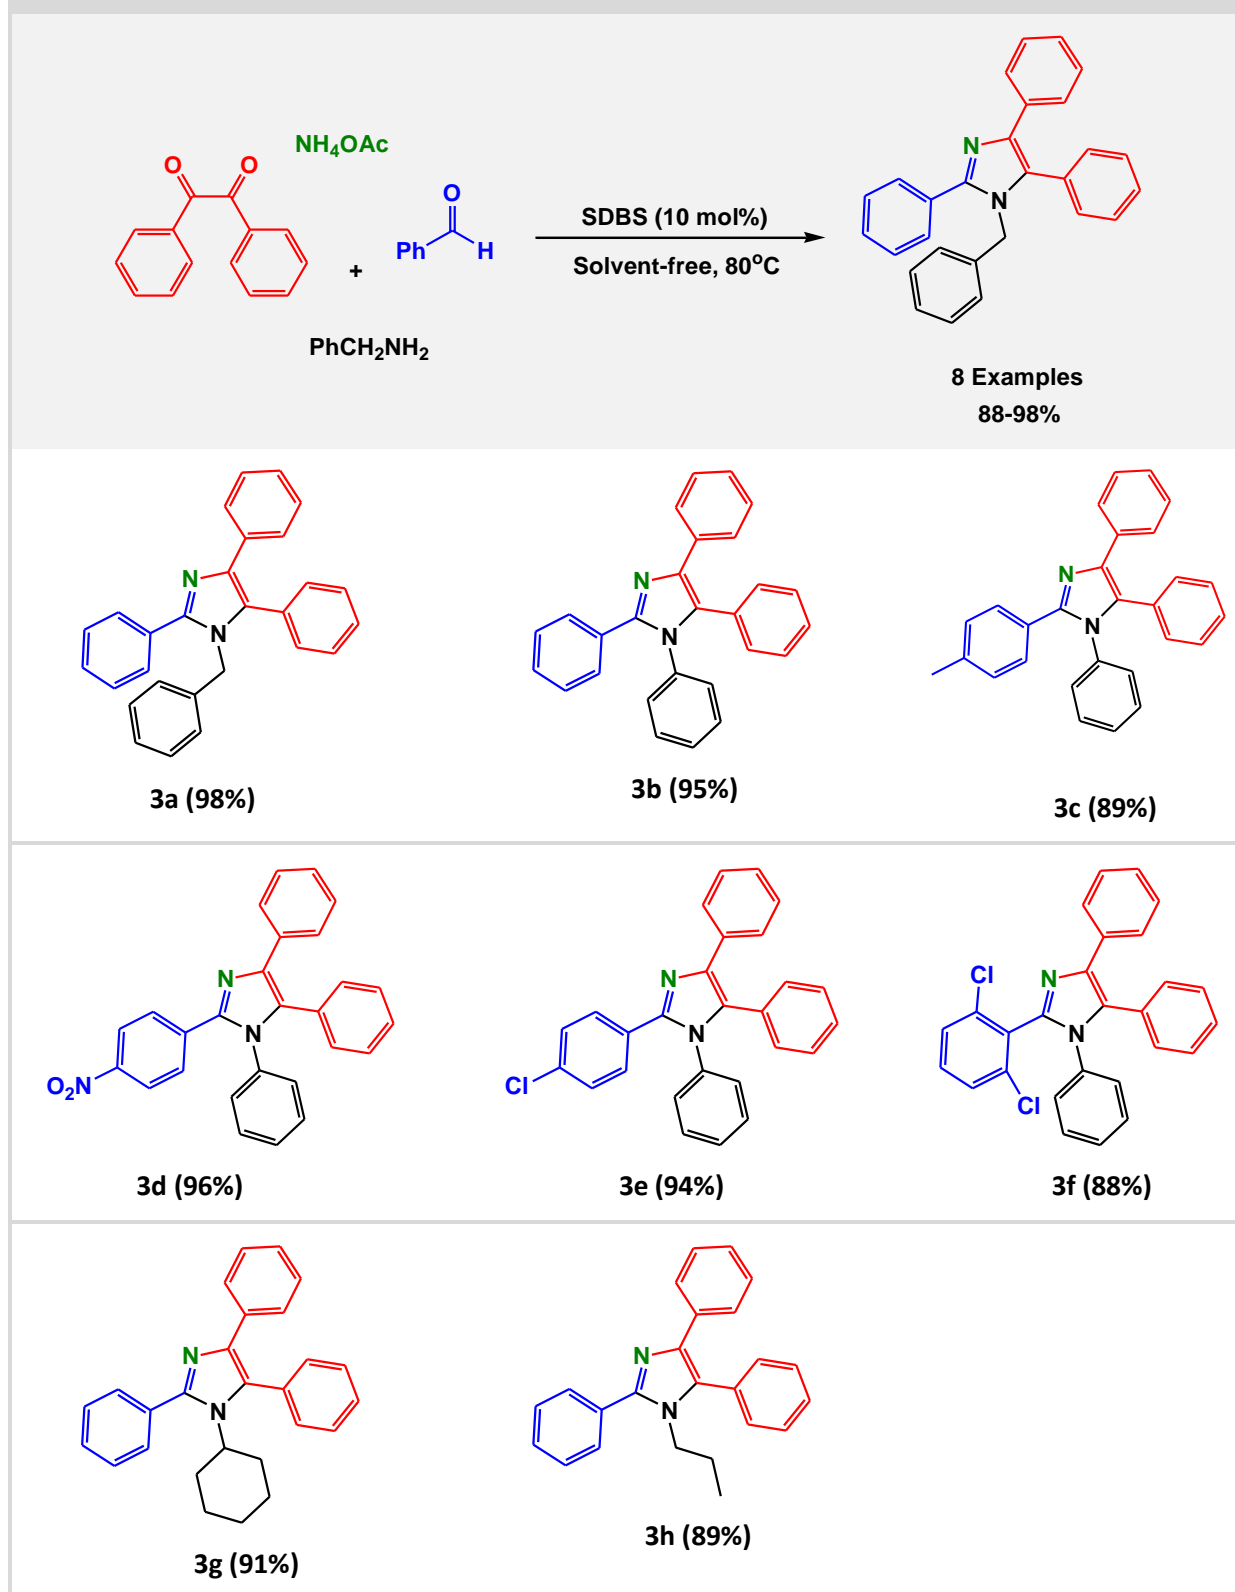 NH4OAc
O O
O
Ph H
+
PhCH2NH2
SDBS (10 mol%)
Solvent-free, 80°C
N
N
8 Examples
88-98%
N
N
3a (98%)
N
N
3b (95%)
N
N
3c (89%)
N
N
O2N
3d (96%)
N
N
Cl
3e (94%)
Cl
N
N
Cl
3f (88%)
N
N
3g (91%)
N
N
3h (89%)